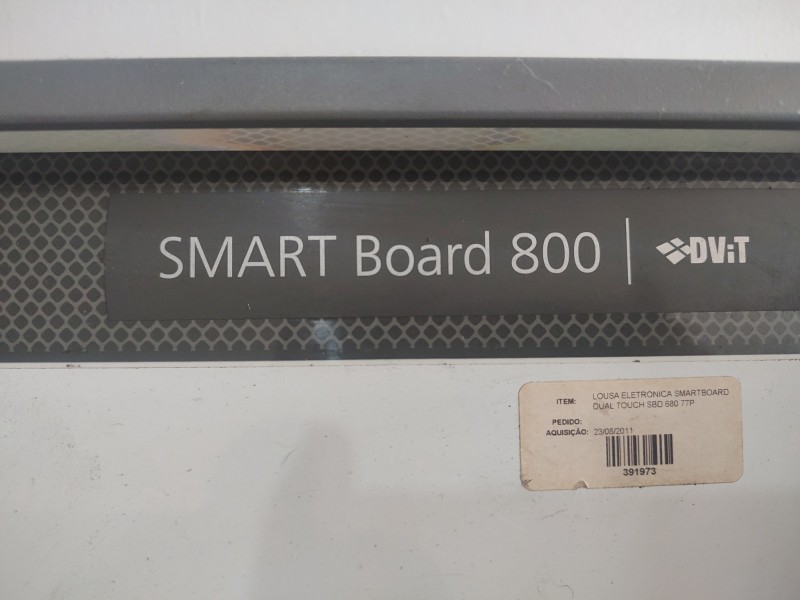 SMART Board 800 | DViT
ITEM: LOUSA ELETRONICA SMARTBOARD
DUAL TOUCH SBD 680 77P
PEDIDO:
AQUISIÇÃO: 23/08/2011
391973